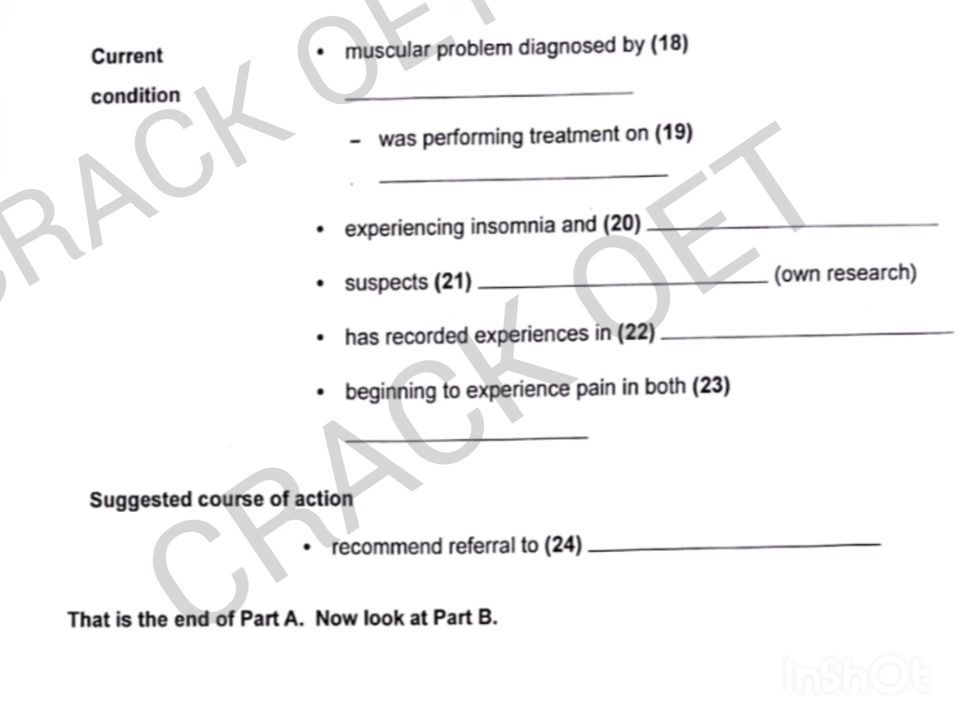 Current
condition
• muscular problem diagnosed by (18)
– was performing treatment on (19)
• experiencing insomnia and (20)
• suspects (21) (own research)
• has recorded experiences in (22)
• beginning to experience pain in both (23)
Suggested course of action
• recommend referral to (24)
That is the end of Part A. Now look at Part B.
CRACK OET
CRACK OET
InShOt